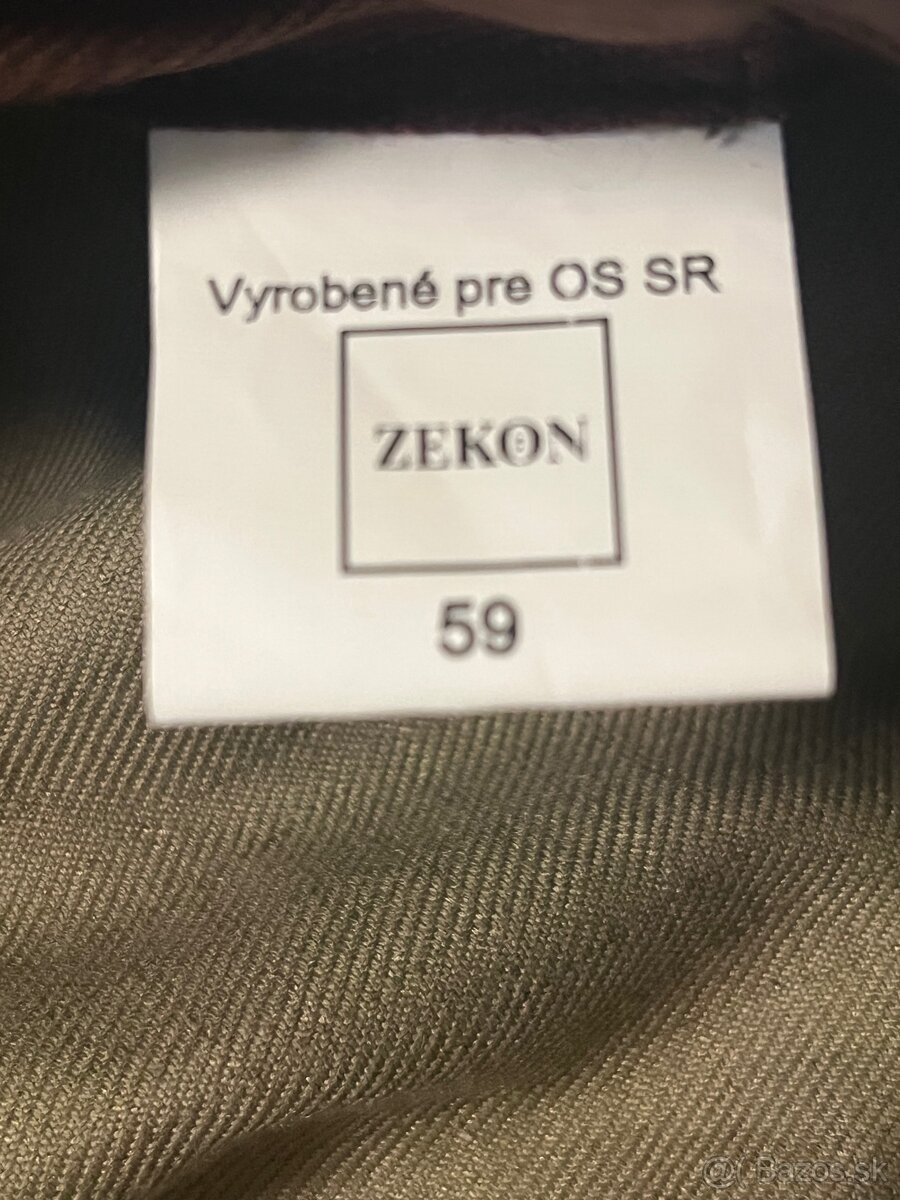 Vyrobené pre OS SR
ZEKON
59
@ Bazos.sk